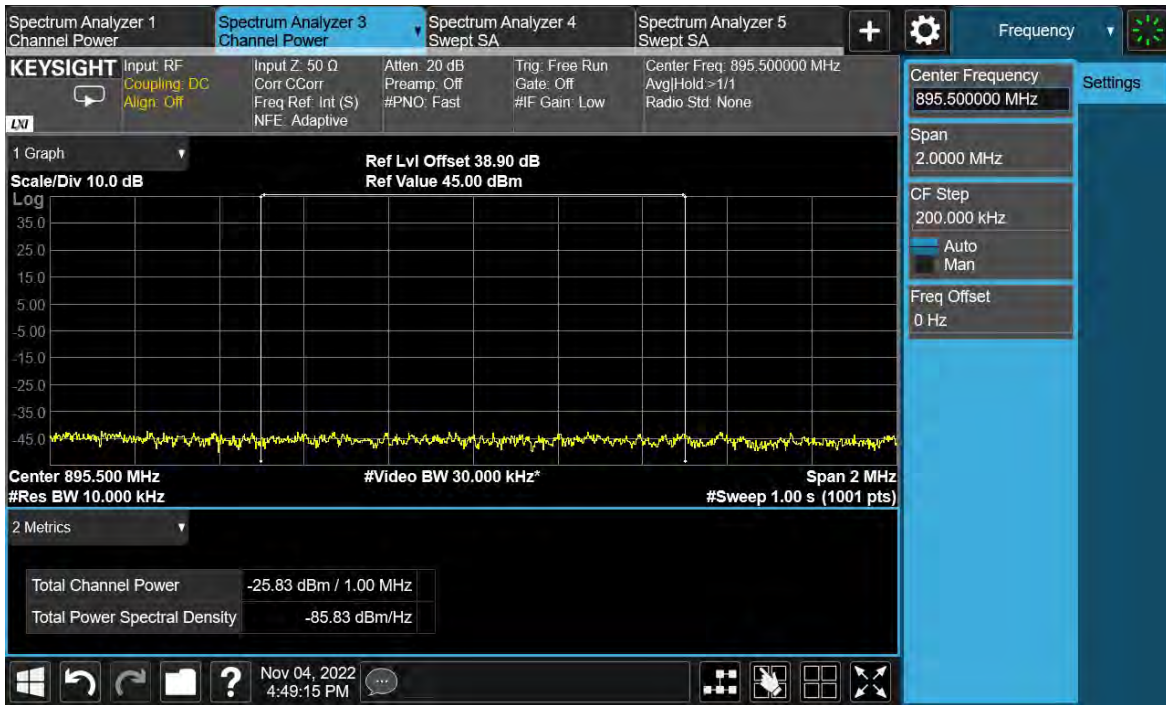 Spectrum Analyzer 1
Channel Power
Spectrum Analyzer 3
Channel Power
Spectrum Analyzer 4
Swept SA
Spectrum Analyzer 5
Swept SA
+
Frequency
KEYSIGHT
LXI
Input: RF
Coupling: DC
Align: Off
Input Z: 50 Ω
Corr CCorr
Freq Ref: Int (S)
NFE: Adaptive
Atten: 20 dB
Preamp: Off
#PNO: Fast
Trig: Free Run
Gate: Off
#IF Gain: Low
Center Freq: 895.500000 MHz
Avg|Hold:>1/1
Radio Std: None
Center Frequency
895.500000 MHz
Settings
Span
2.0000 MHz
CF Step
200.000 kHz
Auto
Man
Freq Offset
0 Hz
1 Graph
Scale/Div 10.0 dB
Ref Lvl Offset 38.90 dB
Ref Value 45.00 dBm
Log
35.0
25.0
15.0
5.00
-5.00
-15.0
-25.0
-35.0
-45.0
Center 895.500 MHz
#Video BW 30.000 kHz*
Span 2 MHz
#Res BW 10.000 kHz
#Sweep 1.00 s (1001 pts)
2 Metrics
Total Channel Power -25.83 dBm / 1.00 MHz
Total Power Spectral Density -85.83 dBm/Hz
?
Nov 04, 2022
4:49:15 PM